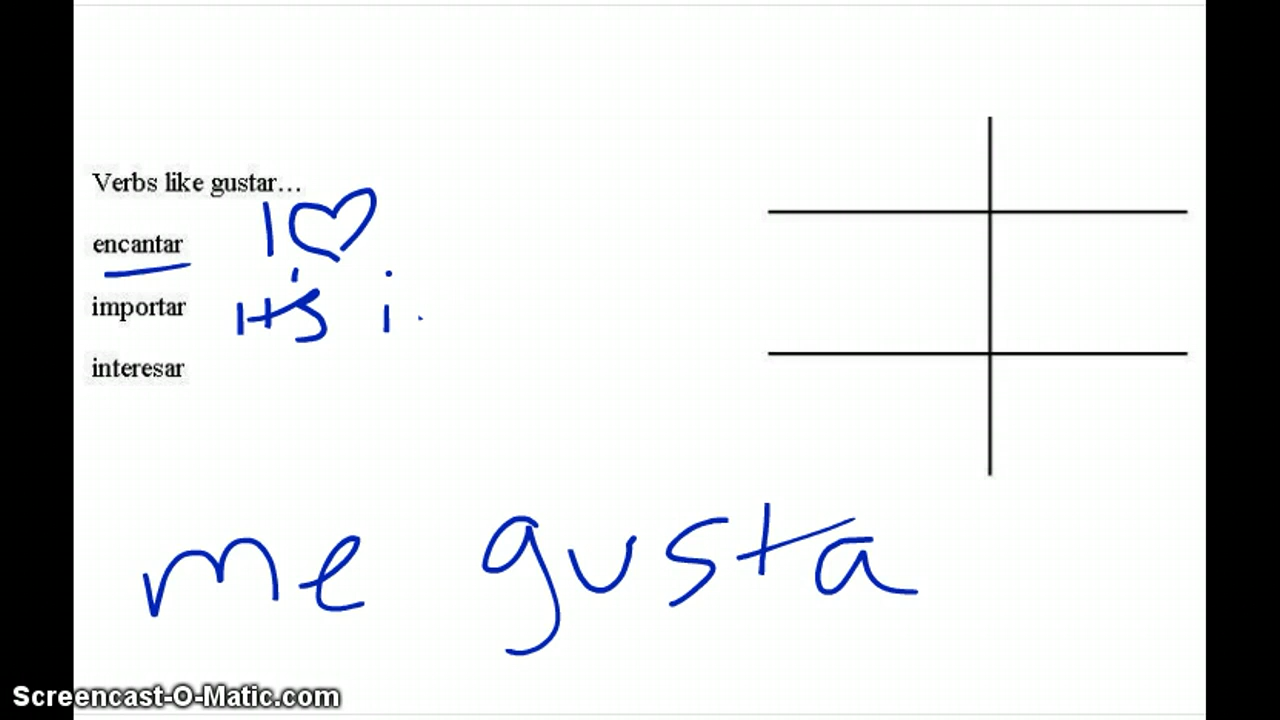 Verbs like gustar...
encantar I ♡
importar It's i
interesar
me gusta
Screencast-O-Matic.com